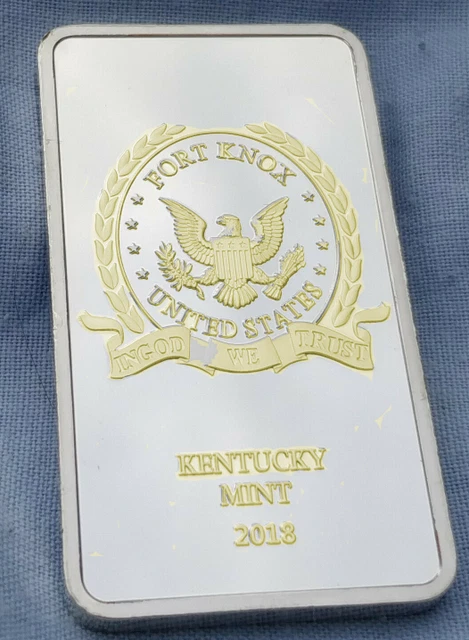 FORT KNOX
UNITED STATES
IN GOD WE TRUST
KENTUCKY
MINT
2018